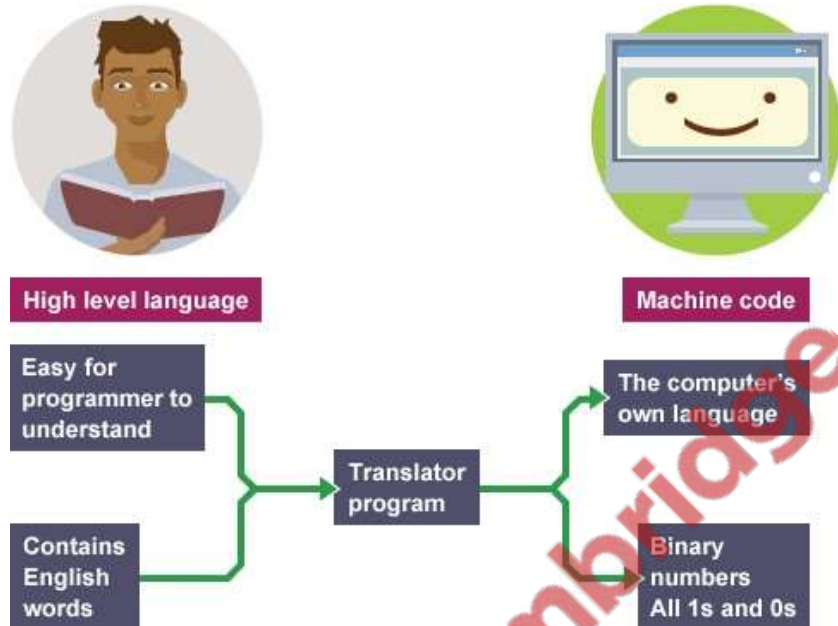 High level language
Machine code
Easy for
programmer to
understand
The computer's
own language
Translator
program
Contains
English
words
Binary
numbers
All 1s and 0s
mbridge